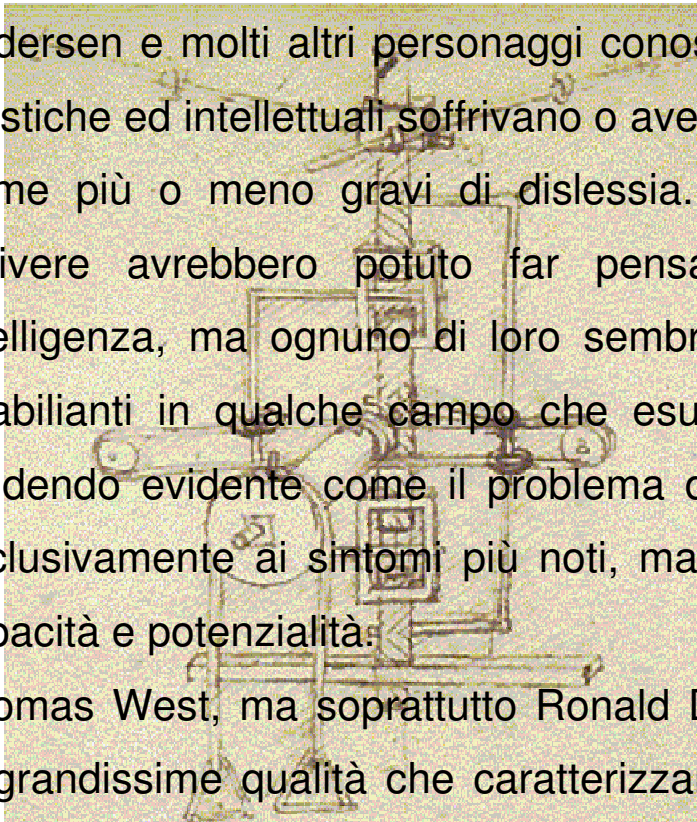 dersen e molti altri personaggi conos
stiche ed intellettuali soffrivano o ave
me più o meno gravi di dislessia.
ivere avrebbero potuto far pensa
elligenza, ma ognuno di loro sembr
abilianti in qualche campo che esu
dendo evidente come il problema
clusivamente ai sintomi più noti, ma
pacità e potenzialità.
omas West, ma soprattutto Ronald
grandissime qualità che caratterizza